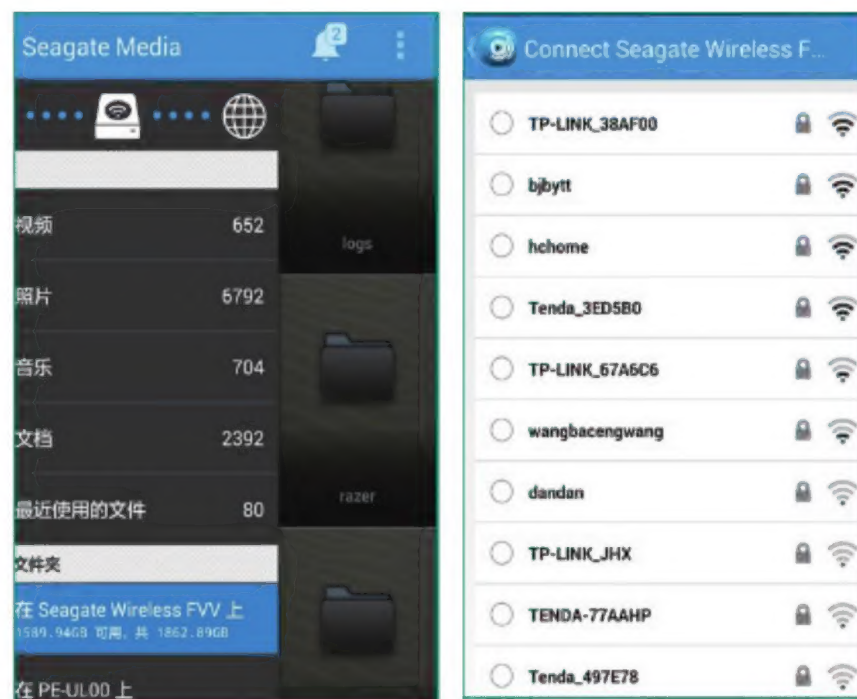 Seagate Media
2
视频 652
照片 6792
音乐 704
文档 2392
最近使用的文件 80
文件夹
在 Seagate Wireless FVV 上
1589.94GB 可用，共 1862.89GB
在 PE-UL00 上
logs
razer
Connect Seagate Wireless F...
TP-LINK_38AF00
bjbytt
hchome
Tenda_3ED5B0
TP-LINK_67A6C6
wangbacengwang
dandan
TP-LINK_JHX
TENDA-77AAHP
Tenda_497E78